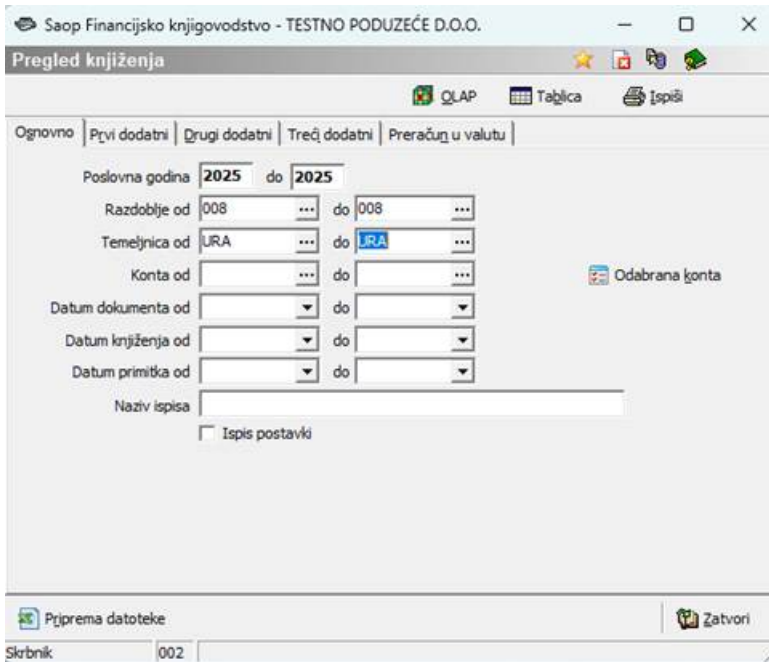 Saop Financijsko knjigovodstvo - TESTNO PODUZEĆE D.O.O.
Pregled knjiženja
OLAP Tablica Ispiši
Osnovno Prvi dodatni Drugi dodatni Treći dodatni Preračun u valutu
Poslovna godina 2025 do 2025
Razdoblje od 008 ... do 008 ...
Temeljnica od URA ... do URA ...
Konta od ... do ... Odabrana konta
Datum dokumenta od do
Datum knjiženja od do
Datum primitka od do
Naziv ispisa
Ispis postavki
Priprema datoteke Zatvori
Skrbnik 002